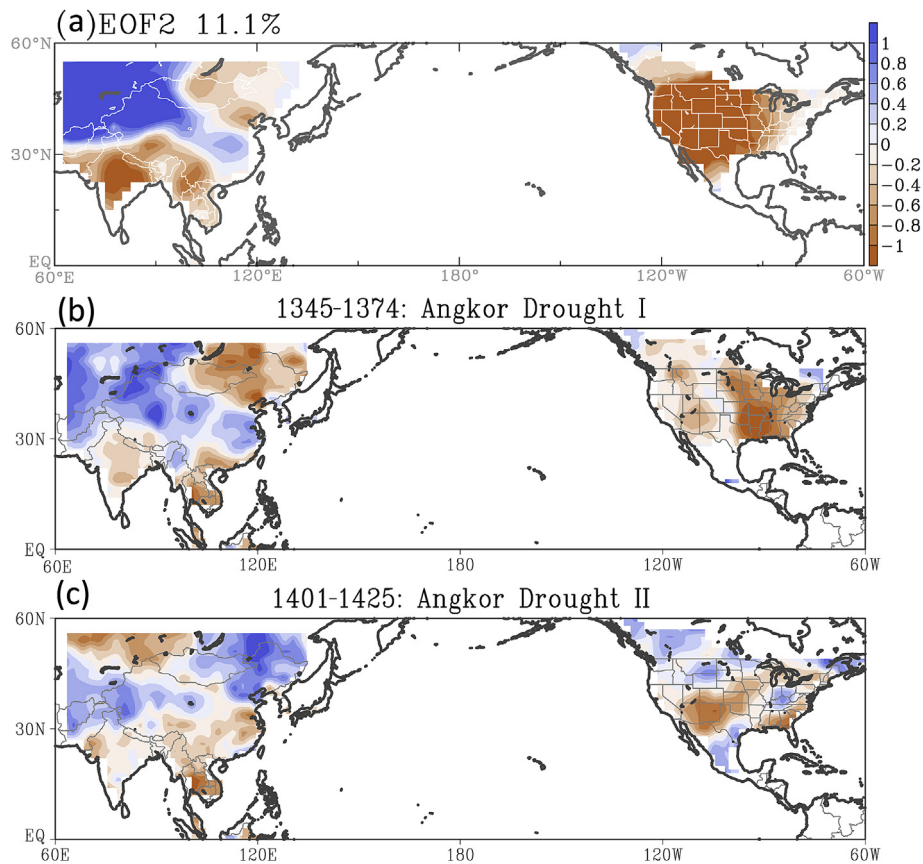 (a) EOF2 11.1%
60°N
30°N
EQ
60°E 120°E 180° 120°W 60°W
1
0.8
0.6
0.4
0.2
0
-0.2
-0.4
-0.6
-0.8
-1
(b) 1345-1374: Angkor Drought I
60N
30N
EQ
60E 120E 180 120W 60W
(c) 1401-1425: Angkor Drought II
60N
30N
EQ
60E 120E 180 120W 60W